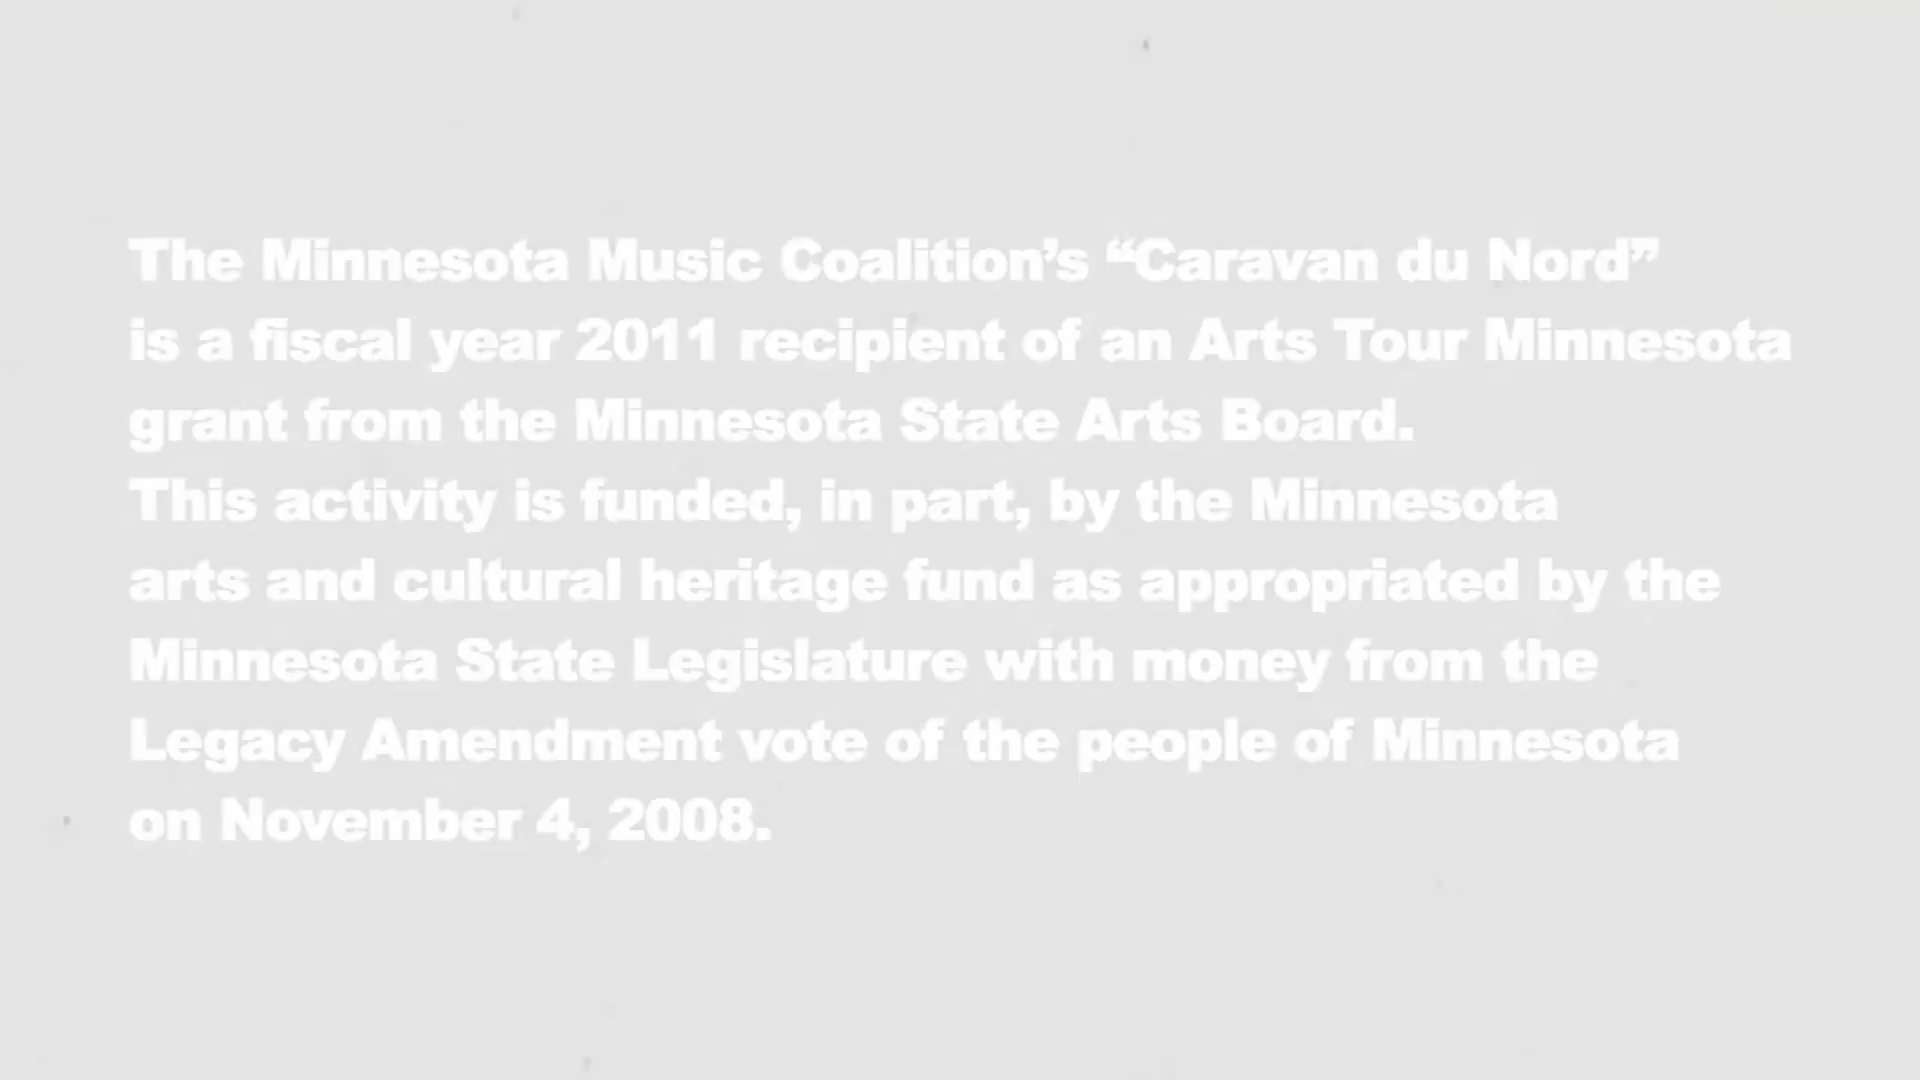 The Minnesota Music Coalition’s “Caravan du Nord”
is a fiscal year 2011 recipient of an Arts Tour Minnesota
grant from the Minnesota State Arts Board.
This activity is funded, in part, by the Minnesota
arts and cultural heritage fund as appropriated by the
Minnesota State Legislature with money from the
Legacy Amendment vote of the people of Minnesota
on November 4, 2008.